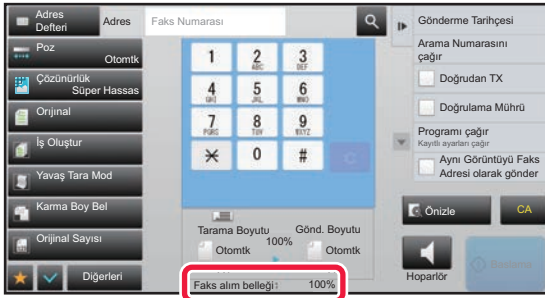 Adres
Defteri
Adres
Faks Numarası
Poz
Otomtk
Çözünürlük
Süper Hassas
Orijinal
İş Oluştur
Yavaş Tara Mod
Karma Boy Bel
Orijinal Sayısı
Diğerleri
1
2
ABC
3
DEF
4
GHI
5
JKL
6
MNO
7
PQRS
8
TUV
9
WXYZ
0
#
C
Tarama Boyutu
Gönd. Boyutu
100%
Otomtk
Otomtk
Faks alım belleği: 100%
Gönderme Tarihçesi
Arama Numarasını
çağır
Doğrudan TX
Doğrulama Mührü
Programı çağır
Kayıtlı ayarları çağır
Aynı Görüntüyü Faks
Adresi olarak gönder
Önizle
CA
Hoparlör